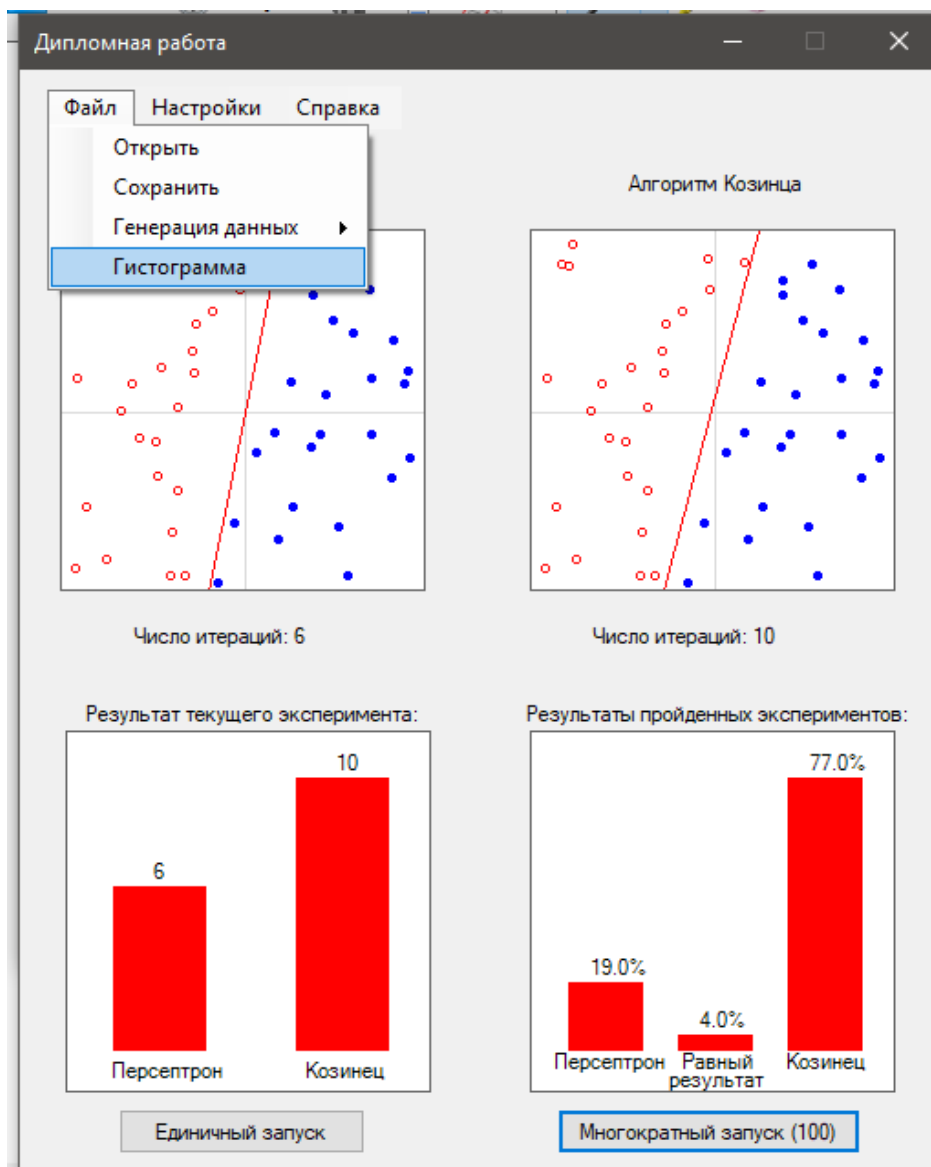 Дипломная работа
Файл Настройки Справка
Открыть
Сохранить
Генерация данных
Гистограмма
Алгоритм Козинца
Число итераций: 6
Число итераций: 10
Результат текущего эксперимента:
Результаты пройденных экспериментов:
10
6
Персептрон Козинец
77.0%
19.0%
4.0%
Персептрон Равный Козинец
результат
Единичный запуск
Многократный запуск (100)